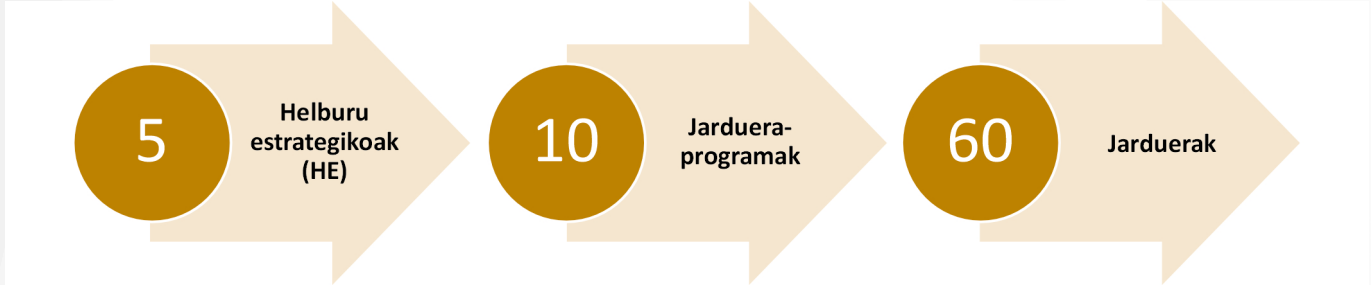 5
Helburu
estrategikoak
(HE)
10
Jarduera-
programak
60
Jarduerak